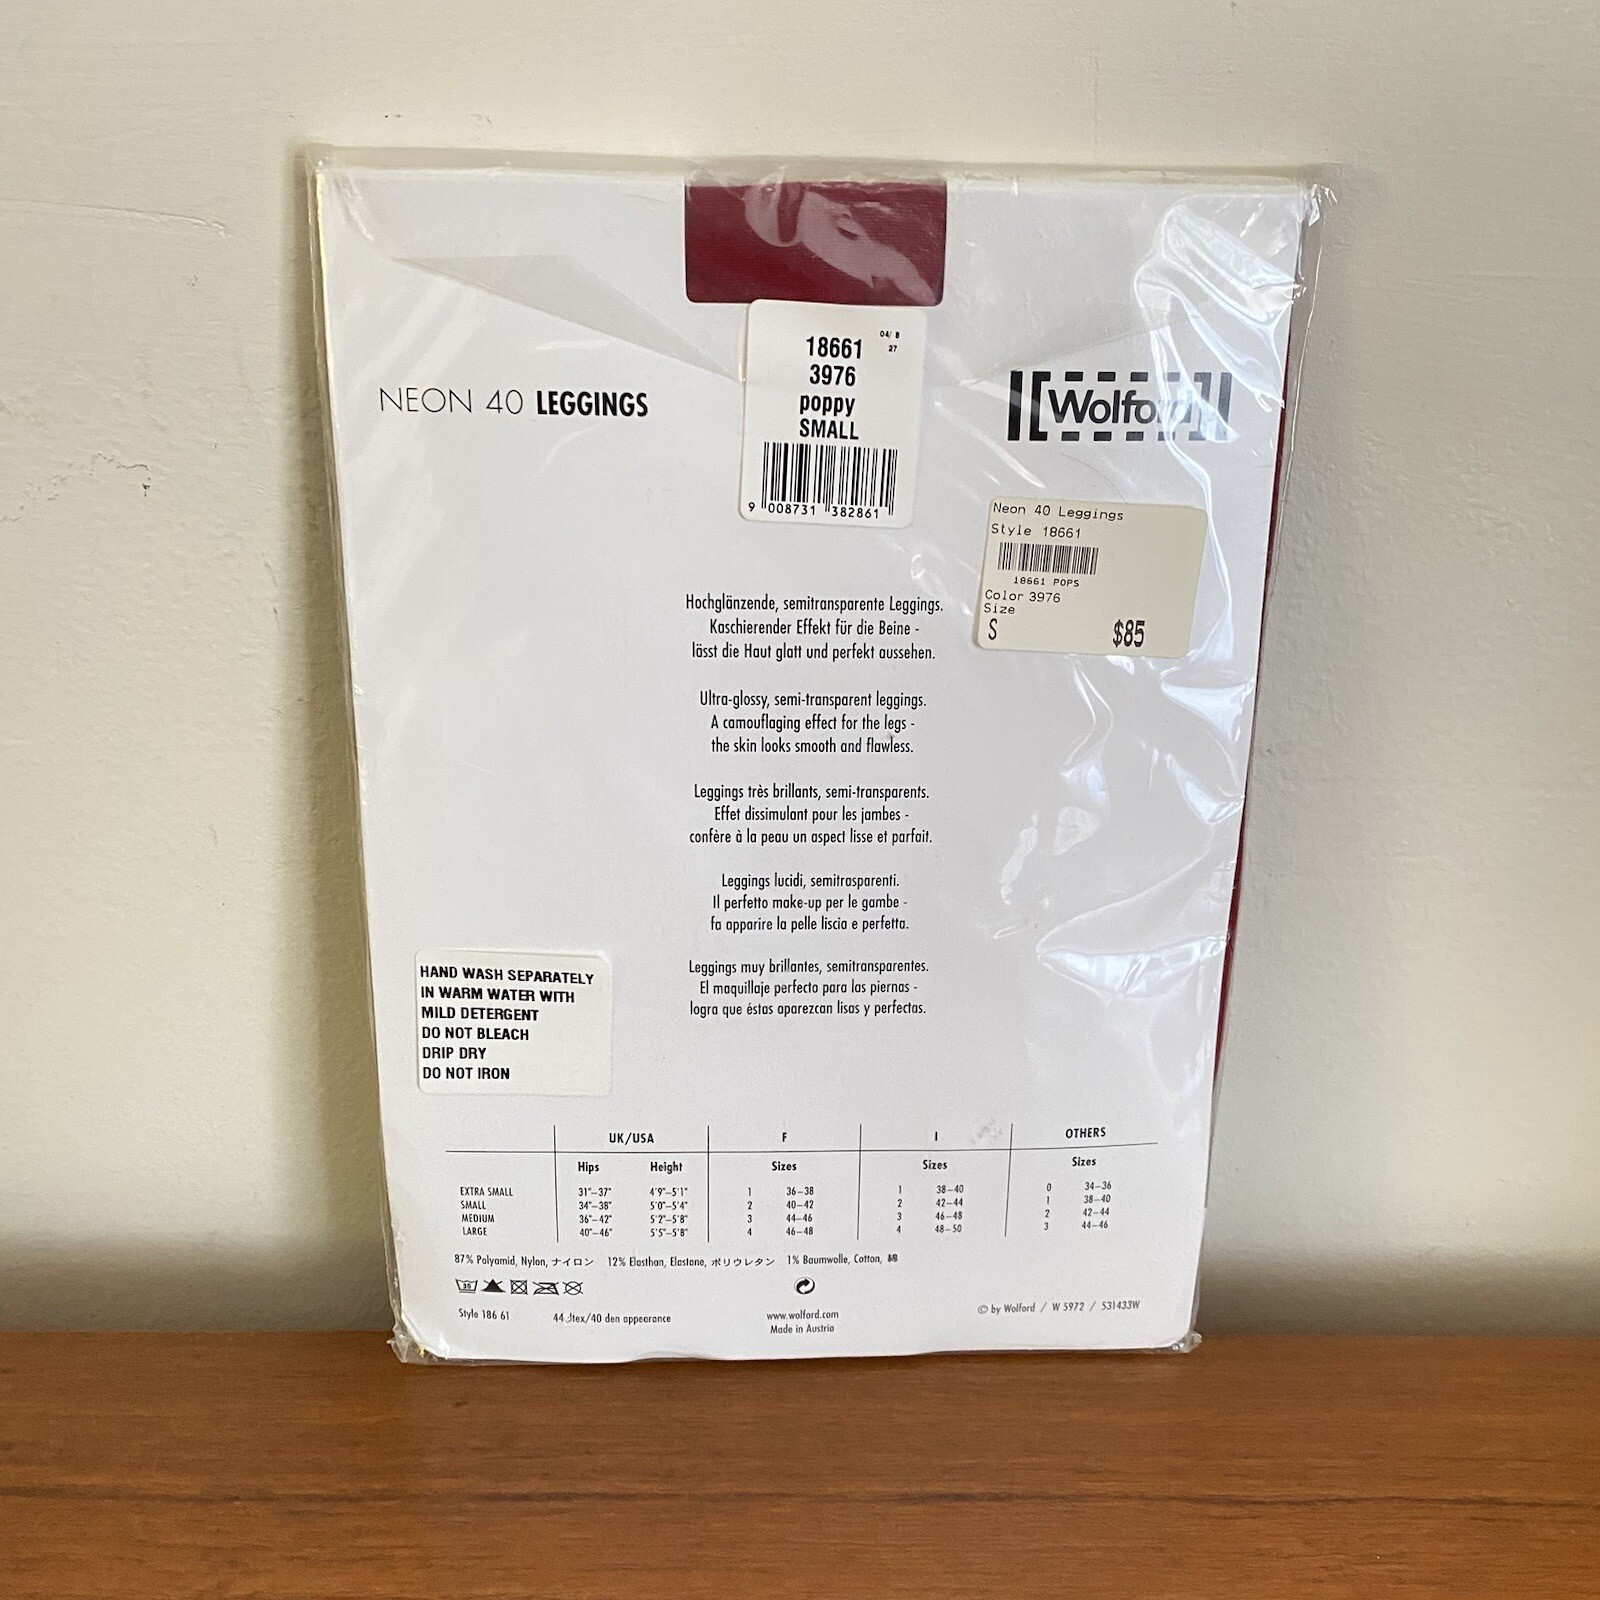 18661
04/ 8
27
3976
poppy
SMALL
9 008731 382861
NEON 40 LEGGINGS
Wolford
Neon 40 Leggings
Style 18661
18661 POPS
Color 3976
Size
S $85
Hochglänzende, semitransparente Leggings.
Kaschierender Effekt für die Beine -
lässt die Haut glatt und perfekt aussehen.
Ultra-glossy, semi-transparent leggings.
A camouflaging effect for the legs -
the skin looks smooth and flawless.
Leggings très brillants, semi-transparents.
Effet dissimulant pour les jambes -
confère à la peau un aspect lisse et parfait.
Leggings lucidi, semitrasparenti.
Il perfetto make-up per le gambe -
fa apparire la pelle liscia e perfetta.
Leggings muy brillantes, semitransparentes.
El maquillaje perfecto para las piernas -
logra que éstas aparezcan lisas y perfectas.
HAND WASH SEPARATELY
IN WARM WATER WITH
MILD DETERGENT
DO NOT BLEACH
DRIP DRY
DO NOT IRON
UK/USA F I OTHERS
Hips Height Sizes Sizes Sizes
EXTRA SMALL 31"–37" 4'9"–5'1" 1 36–38 1 38–40 0 34–36
SMALL 34"–38" 5'0"–5'4" 2 40–42 2 42–44 1 38–40
MEDIUM 36"–42" 5'2"–5'8" 3 44–46 3 46–48 2 42–44
LARGE 40"–46" 5'5"–5'8" 4 46–48 4 48–50 3 44–46
87% Polyamid, Nylon, ナイロン 12% Elasthan, Elastane, ポリウレタン 1% Baumwolle, Cotton, 綿
30
Style 186 61 44 dtex/40 den appearance www.wolford.com © by Wolford / W 5972 / 531433W
Made in Austria